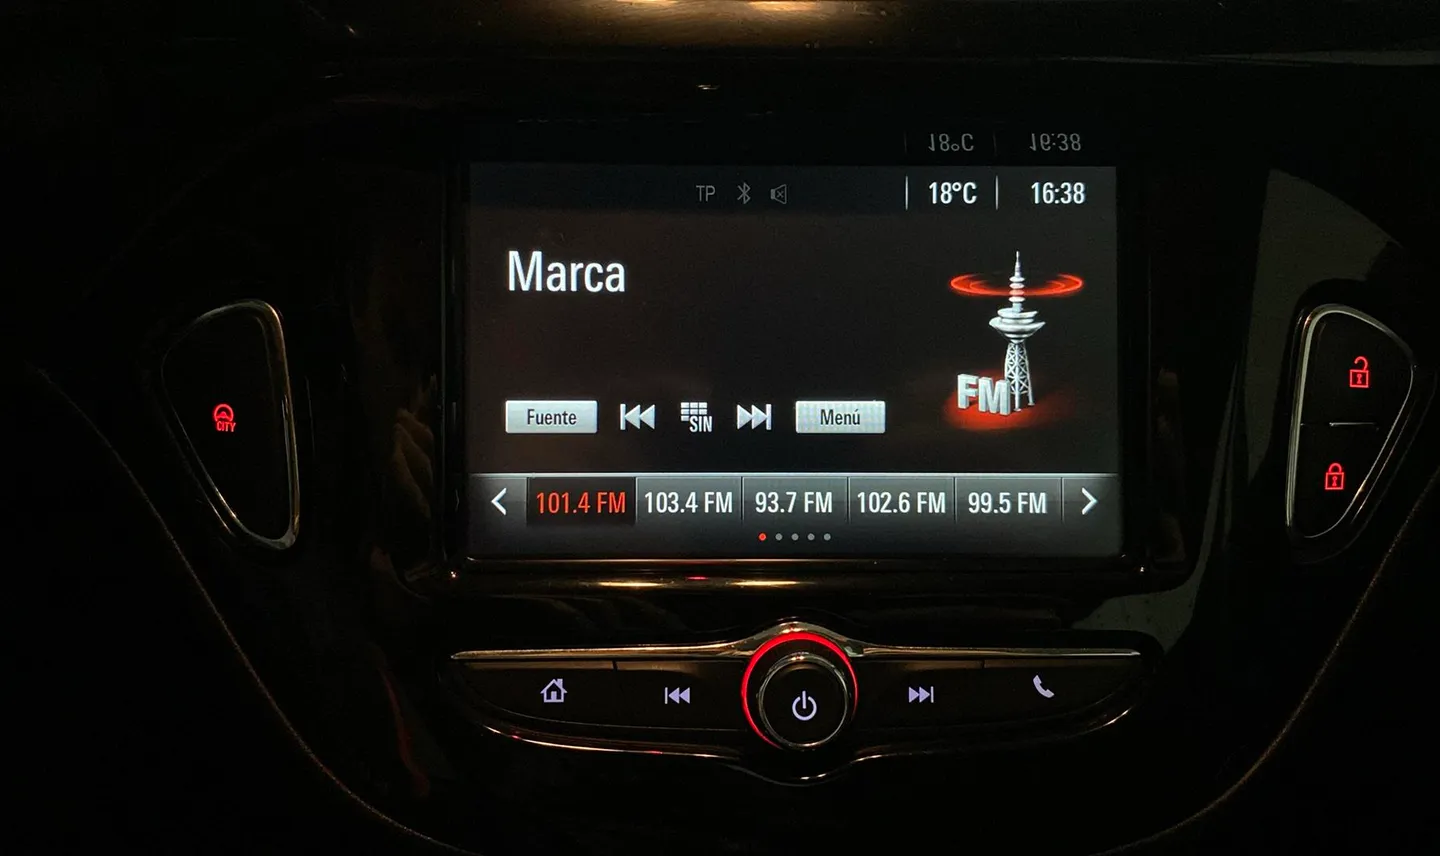 18°C 16:38
TP 18°C 16:38
Marca
FM
Fuente SIN Menú
101.4 FM 103.4 FM 93.7 FM 102.6 FM 99.5 FM
CITY